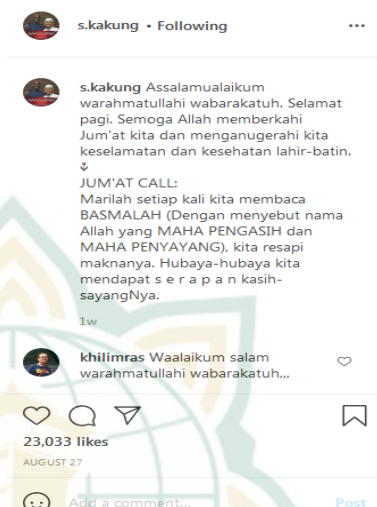 s.kakung • Following
s.kakung Assalamualaikum
warahmatullahi wabarakatuh. Selamat
pagi. Semoga Allah memberkahi
Jum'at kita dan menganugerahi kita
keselamatan dan kesehatan lahir-batin.
JUM'AT CALL:
Marilah setiap kali kita membaca
BASMALAH (Dengan menyebut nama
Allah yang MAHA PENGASIH dan
MAHA PENYAYANG), kita resapi
maknanya. Hubaya-hubaya kita
mendapat s e r a p a n kasih-
sayangNya.
1w
khilimras Waalaikum salam
warahmatullahi wabarakatuh,,,
23,033 likes
AUGUST 27
Add a comment...
Post